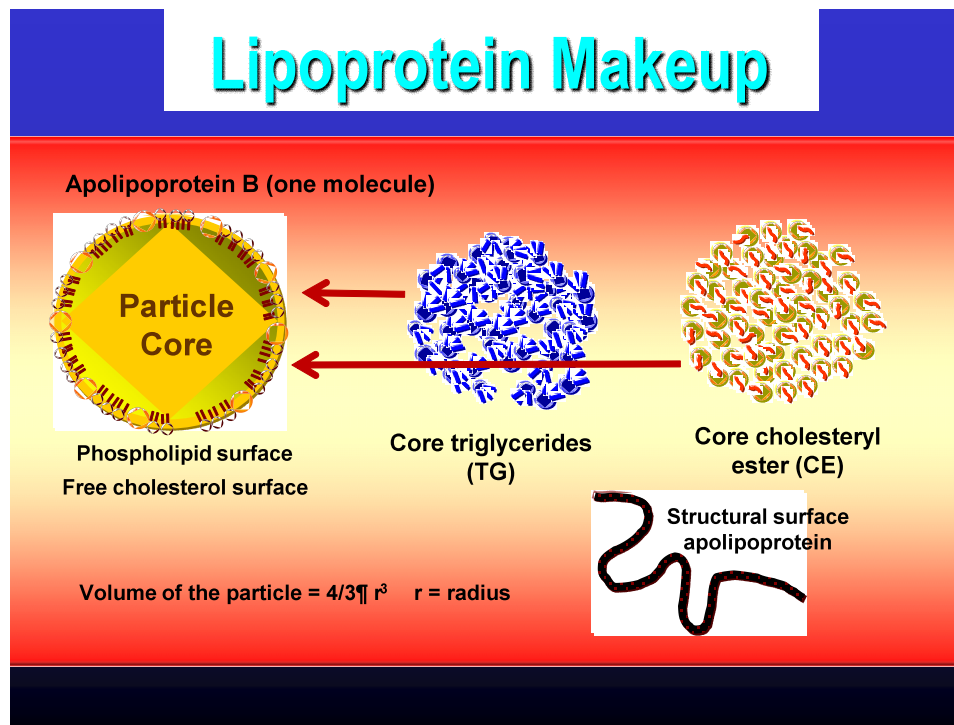 Lipoprotein Makeup
Apolipoprotein B (one molecule)
Particle
Core
Phospholipid surface
Free cholesterol surface
Core triglycerides
(TG)
Core cholesteryl
ester (CE)
Structural surface
apolipoprotein
Volume of the particle = 4/3¶ r³ r = radius